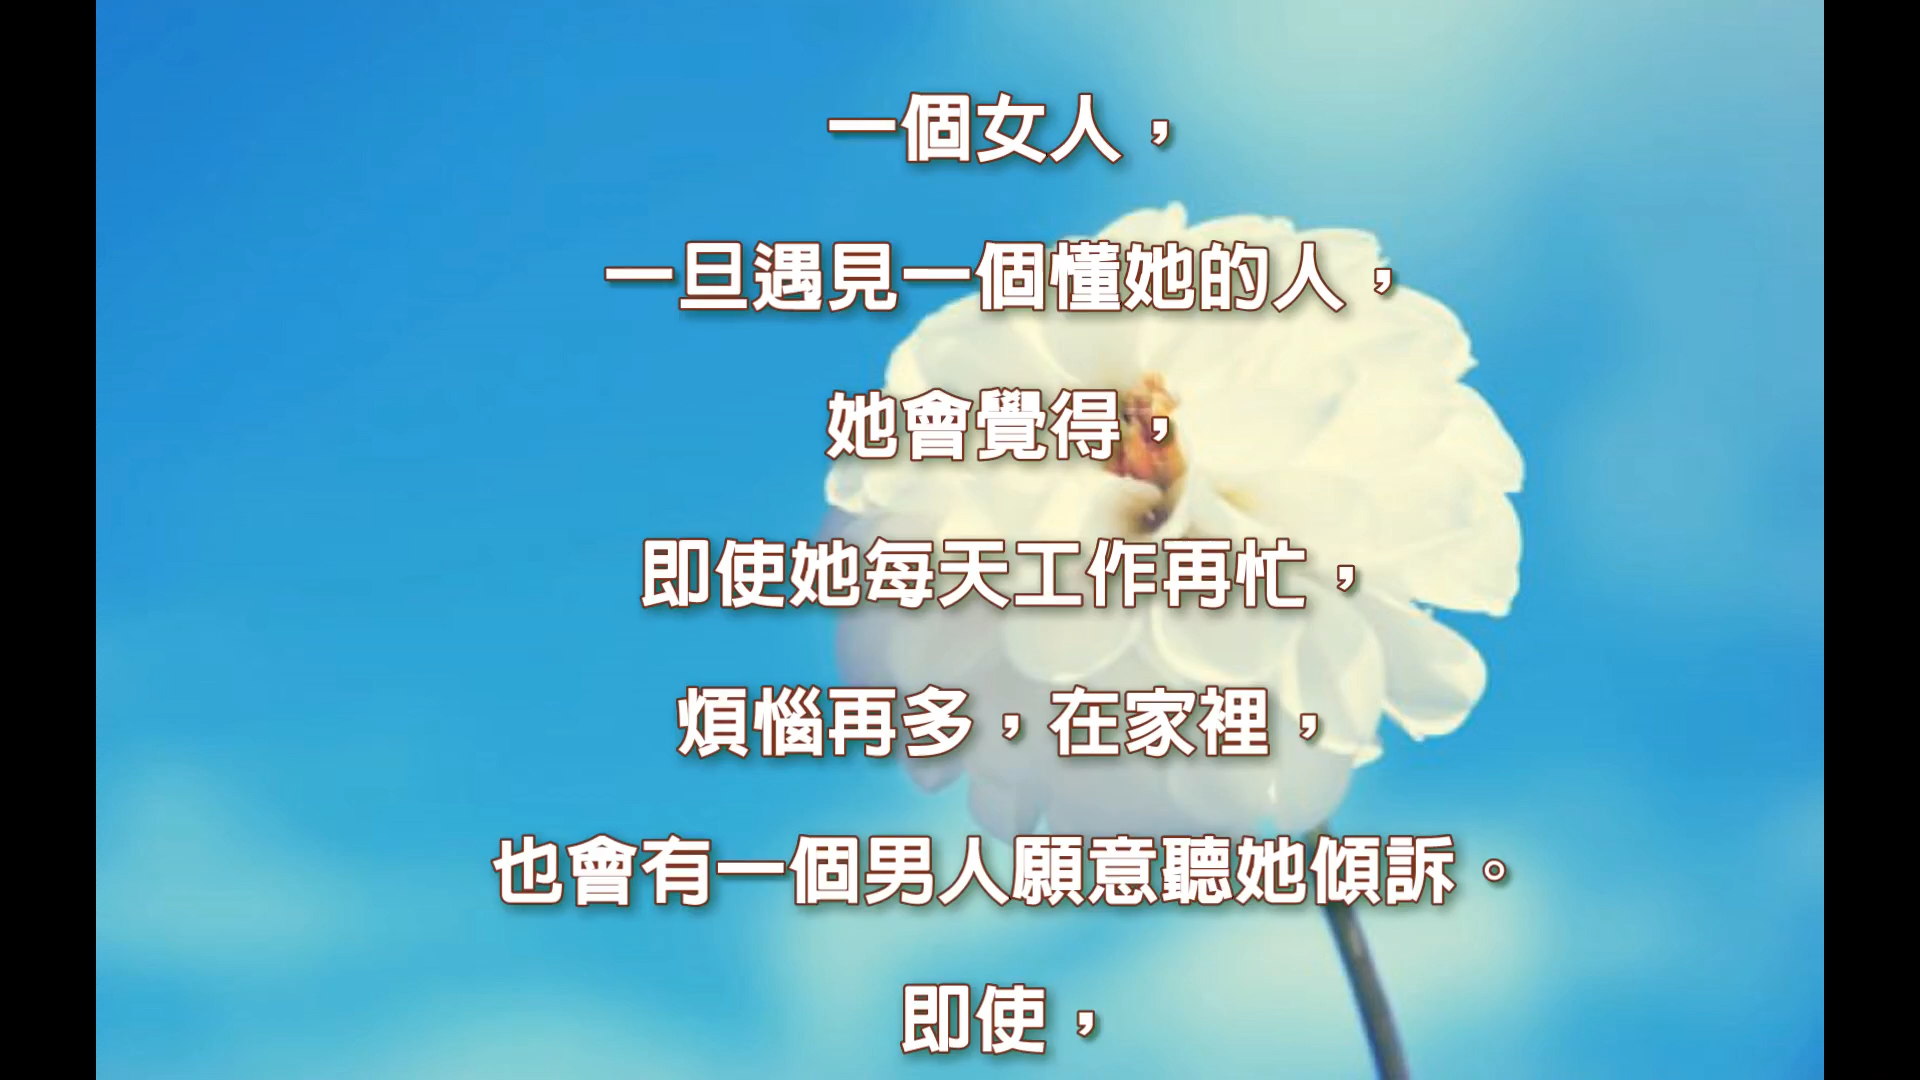 一個女人，
一旦遇見一個懂她的人，
她會覺得，
即使她每天工作再忙，
煩惱再多，在家裡，
也會有一個男人願意聽她傾訴。
即使，